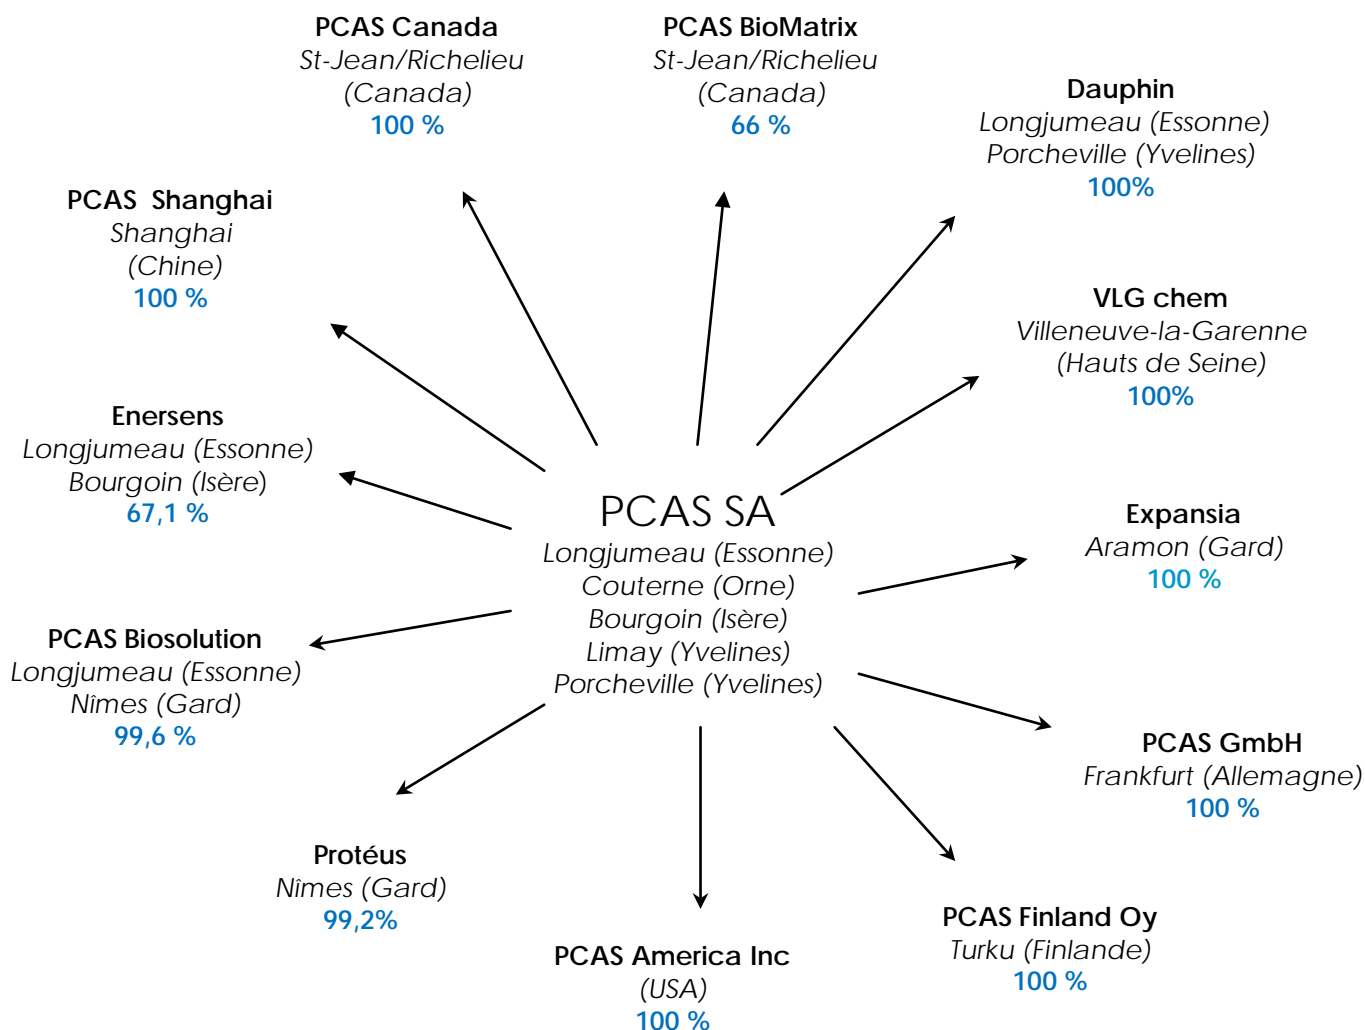 PCAS Canada
St-Jean/Richelieu
(Canada)
100 %
PCAS BioMatrix
St-Jean/Richelieu
(Canada)
66 %
Dauphin
Longjumeau (Essonne)
Porcheville (Yvelines)
100%
PCAS Shanghai
Shanghai
(Chine)
100 %
VLG chem
Villeneuve-la-Garenne
(Hauts de Seine)
100%
Enersens
Longjumeau (Essonne)
Bourgoin (Isère)
67,1 %
PCAS SA
Longjumeau (Essonne)
Couterne (Orne)
Bourgoin (Isère)
Limay (Yvelines)
Porcheville (Yvelines)
Expansia
Aramon (Gard)
100 %
PCAS Biosolution
Longjumeau (Essonne)
Nîmes (Gard)
99,6 %
PCAS GmbH
Frankfurt (Allemagne)
100 %
Protéus
Nîmes (Gard)
99,2%
PCAS America Inc
(USA)
100 %
PCAS Finland Oy
Turku (Finlande)
100 %